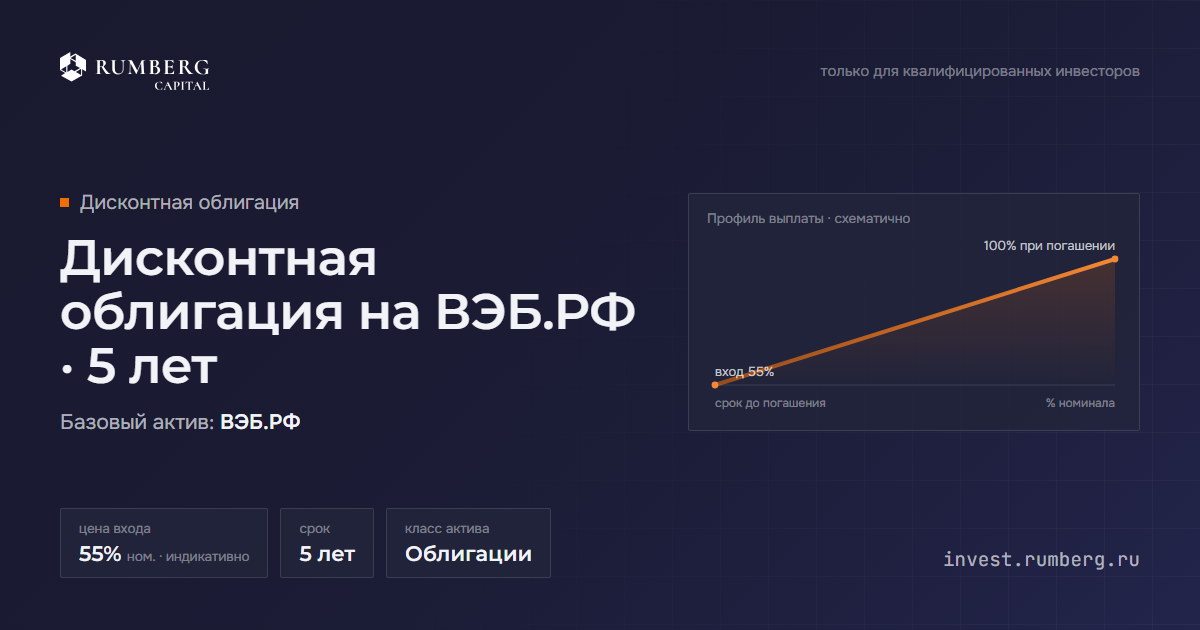 RUMBERG
CAPITAL
только для квалифицированных инвесторов
Дисконтная облигация
Дисконтная
облигация на ВЭБ.РФ
· 5 лет
Базовый актив: ВЭБ.РФ
Профиль выплаты · схематично
100% при погашении
вход 55%
срок до погашения
% номинала
цена входа
55% ном. · индикативно
срок
5 лет
класс актива
Облигации
invest.rumberg.ru